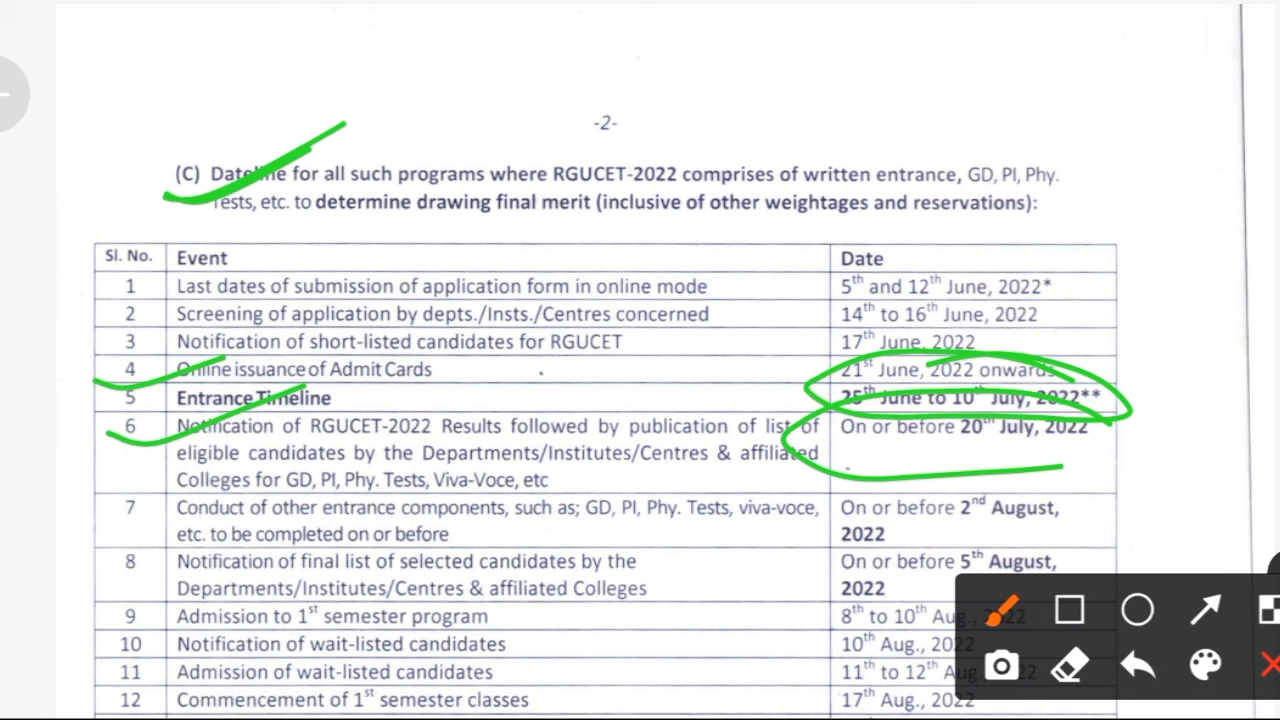 -2-
(C) Dateline for all such programs where RGUCET-2022 comprises of written entrance, GD, PI, Phy.
Tests, etc. to determine drawing final merit (inclusive of other weightages and reservations):
Sl. No. Event Date
1 Last dates of submission of application form in online mode 5th and 12th June, 2022*
2 Screening of application by depts./Insts./Centres concerned 14th to 16th June, 2022
3 Notification of short-listed candidates for RGUCET 17th June, 2022
4 Online issuance of Admit Cards 21st June, 2022 onwards
5 Entrance Timeline 25th June to 10th July, 2022**
6 Notification of RGUCET-2022 Results followed by publication of list of On or before 20th July, 2022
eligible candidates by the Departments/Institutes/Centres & affiliated
Colleges for GD, PI, Phy. Tests, Viva-Voce, etc
7 Conduct of other entrance components, such as; GD, PI, Phy. Tests, viva-voce, On or before 2nd August,
etc. to be completed on or before 2022
8 Notification of final list of selected candidates by the On or before 5th August,
Departments/Institutes/Centres & affiliated Colleges 2022
9 Admission to 1st semester program 8th to 10th Aug., 2022
10 Notification of wait-listed candidates 10th Aug., 2022
11 Admission of wait-listed candidates 11th to 12th Aug., 2022
12 Commencement of 1st semester classes 17th Aug., 2022